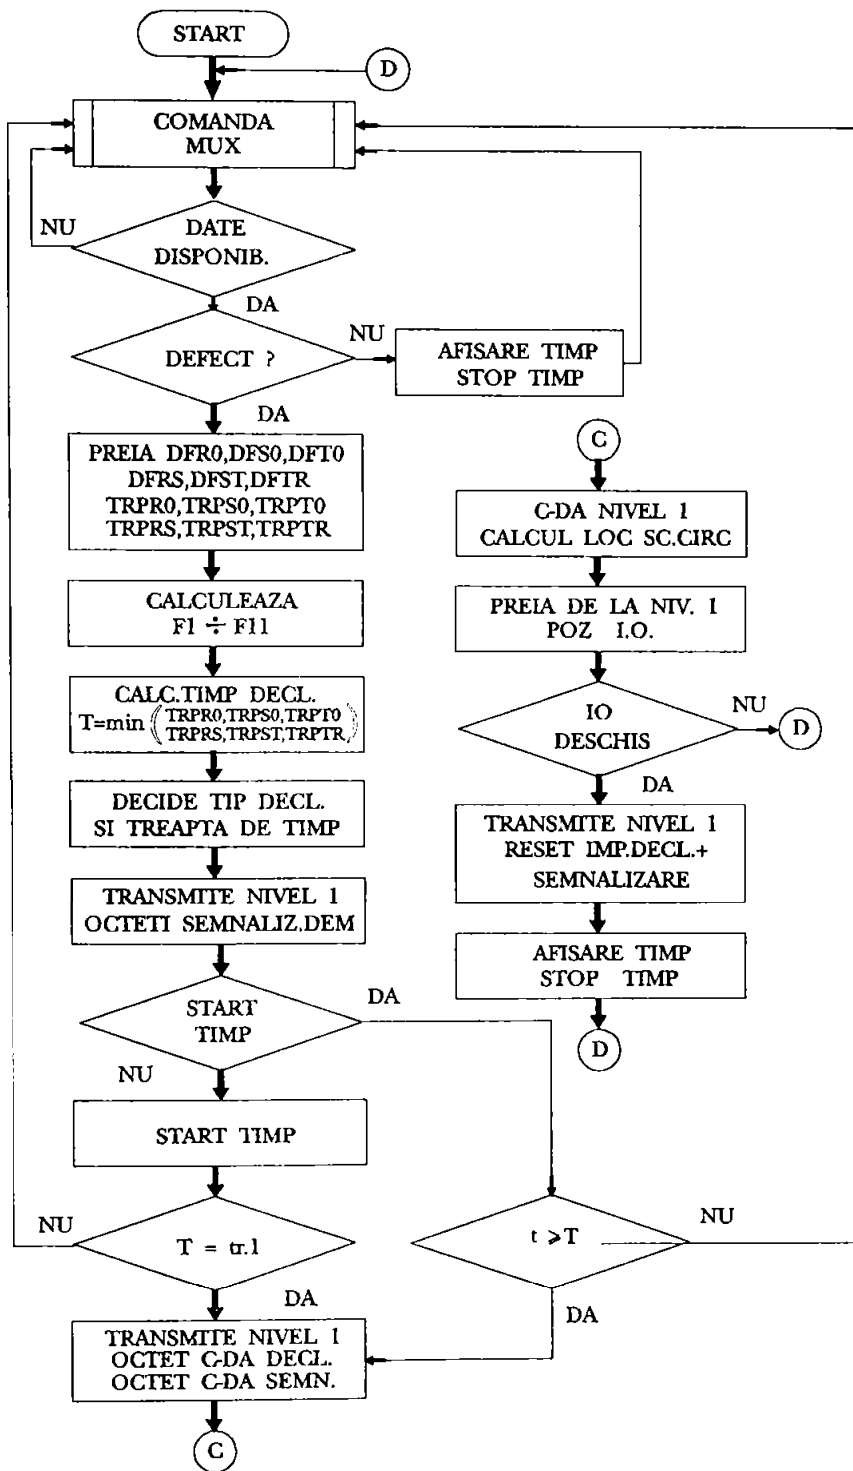 START
D
COMANDA
MUX
NU
DATE
DISPONIB.
DA
DEFECT ?
NU
AFISARE TIMP
STOP TIMP
DA
PREIA DFR0,DFS0,DFT0
DFRS,DFST,DFTR
TRPR0,TRPS0,TRPT0
TRPRS,TRPST,TRPTR
CALCULEAZA
F1 ÷ F11
CALC.TIMP DECL.
T=min(TRPR0,TRPS0,TRPT0
TRPRS,TRPST,TRPTR,)
DECIDE TIP DECL.
SI TREAPTA DE TIMP
TRANSMITE NIVEL 1
OCTETI SEMNALIZ.DEM
START
TIMP
DA
NU
START TIMP
T = tr.1
NU
DA
t ⩾ T
NU
DA
TRANSMITE NIVEL 1
OCTET C-DA DECL.
OCTET C-DA SEMN.
C
C
C-DA NIVEL 1
CALCUL LOC SC.CIRC
PREIA DE LA NIV. 1
POZ I.O.
IO
DESCHIS
NU
D
DA
TRANSMITE NIVEL 1
RESET IMP.DECL.+
SEMNALIZARE
AFISARE TIMP
STOP TIMP
D